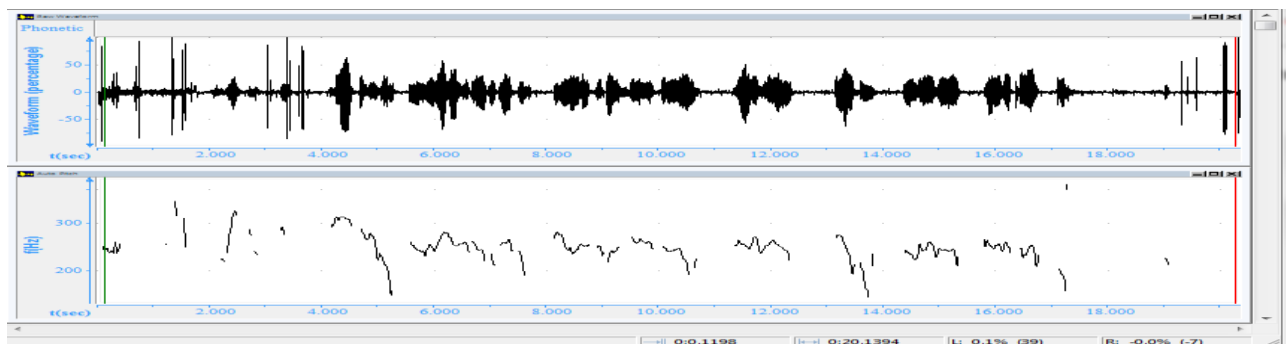 Raw Waveform
Phonetic
Waveform (percentage)
50
0
-50
t(sec)
2.000 4.000 6.000 8.000 10.000 12.000 14.000 16.000 18.000
Auto Pitch
f(Hz)
300
200
t(sec)
2.000 4.000 6.000 8.000 10.000 12.000 14.000 16.000 18.000
0:0.1198 0:20.1394 L: 0.1% (39) R: -0.0% (-7)